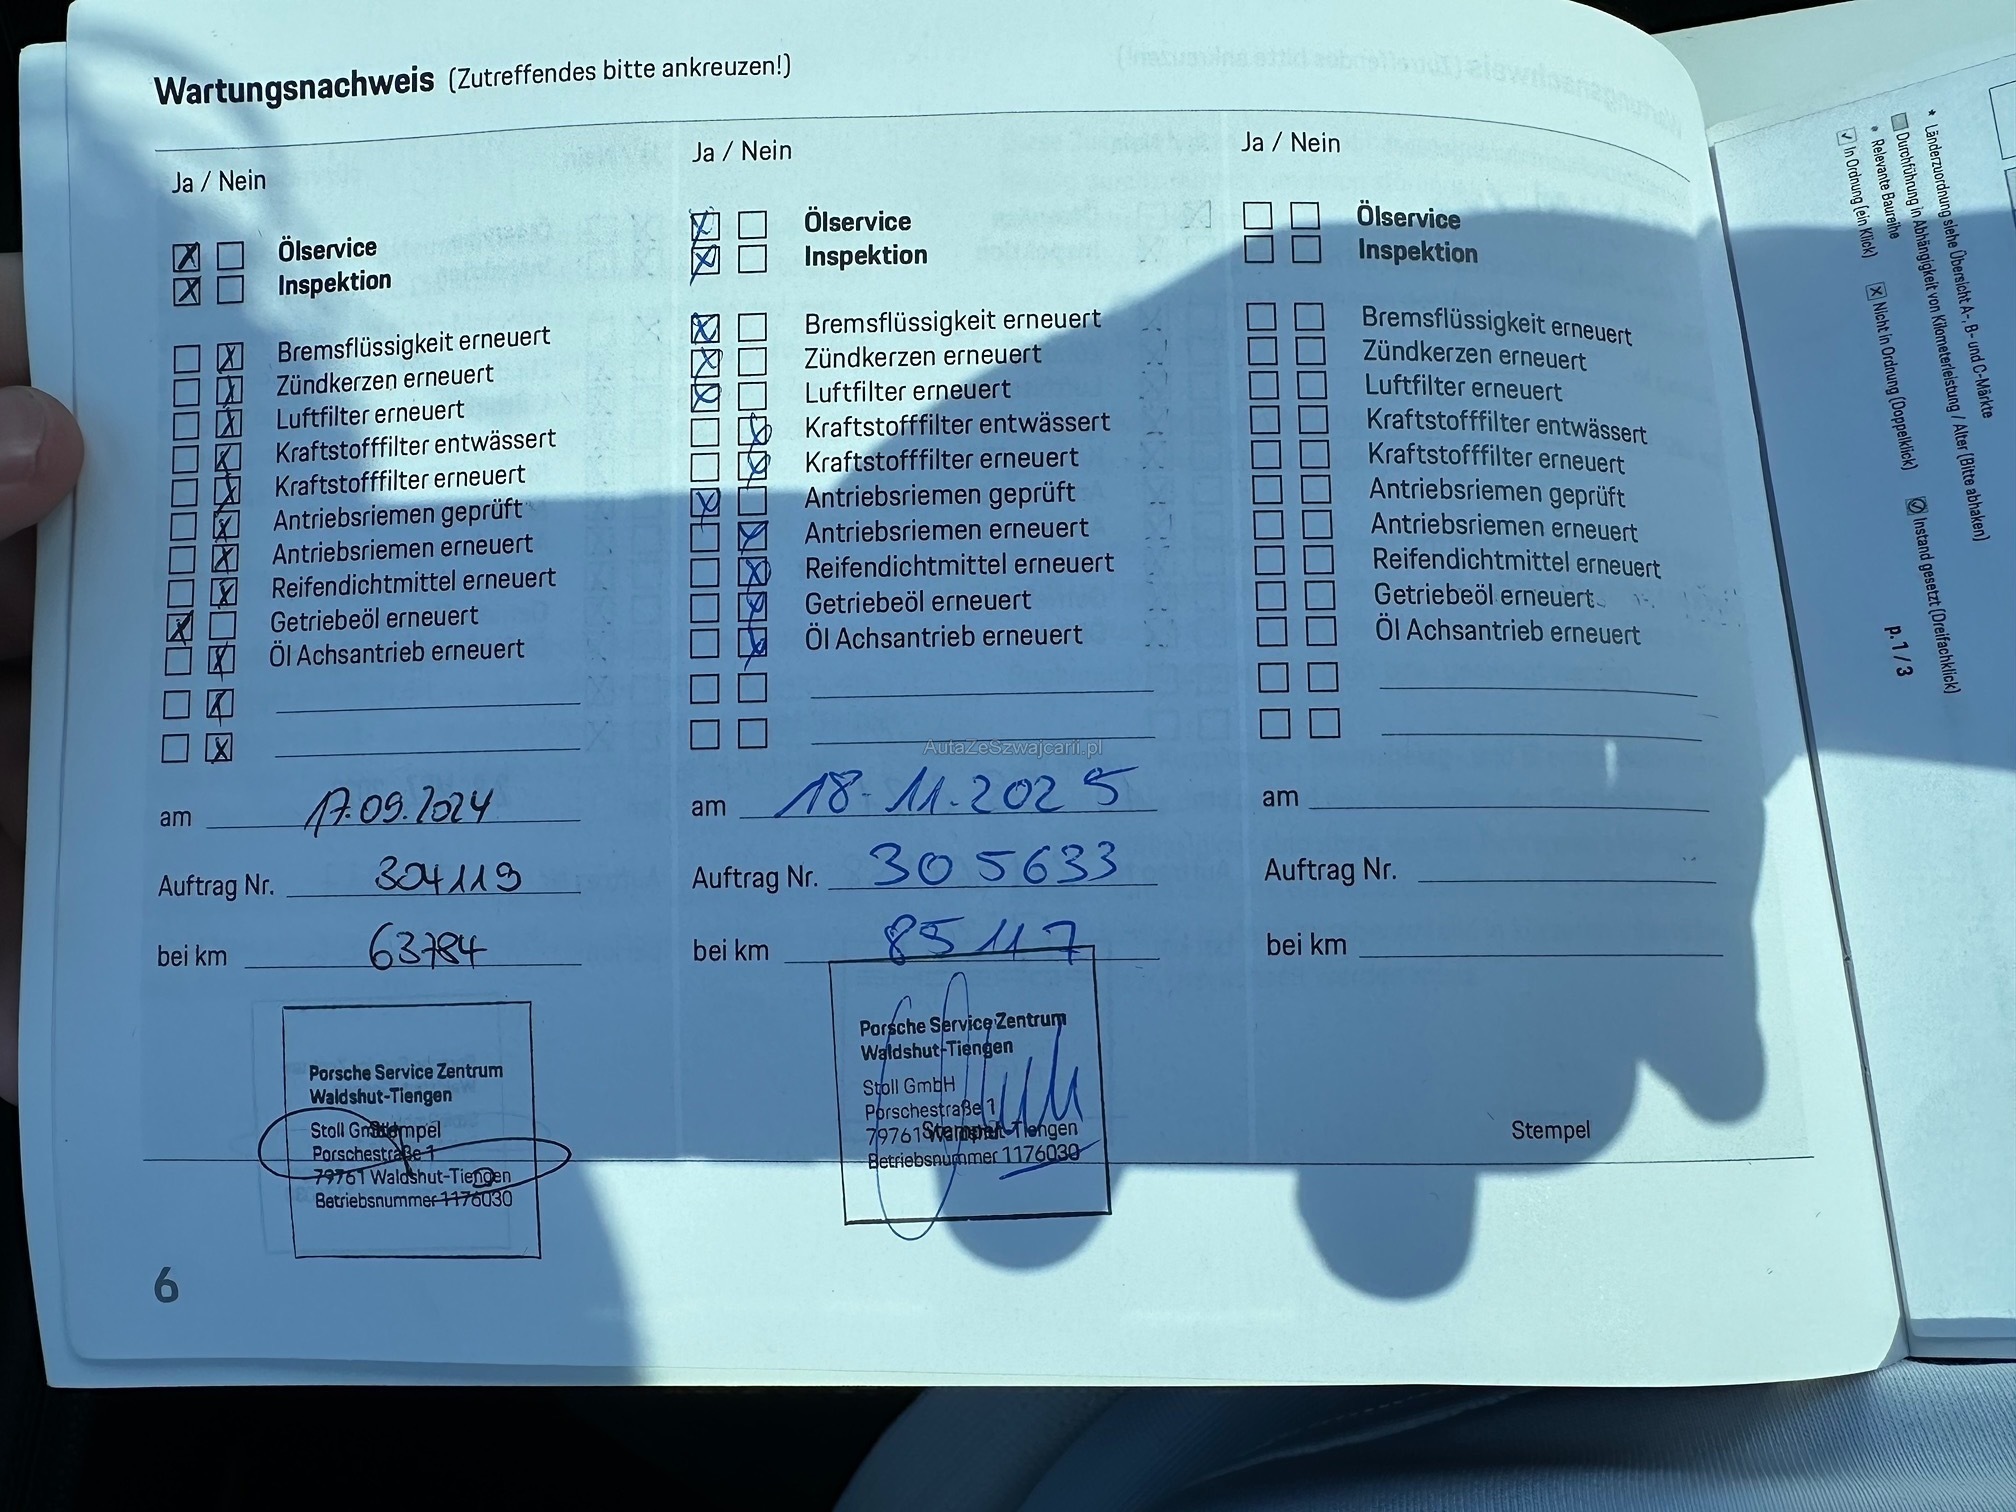 Wartungsnachweis (Zutreffendes bitte ankreuzen!)
Ja / Nein
Ölservice
Inspektion
Bremsflüssigkeit erneuert
Zündkerzen erneuert
Luftfilter erneuert
Kraftstofffilter entwässert
Kraftstofffilter erneuert
Antriebsriemen geprüft
Antriebsriemen erneuert
Reifendichtmittel erneuert
Getriebeöl erneuert
Öl Achsantrieb erneuert
am 17.09.2024
Auftrag Nr. 304119
bei km 63784
Porsche Service Zentrum
Waldshut-Tiengen
Stoll GmbH
Stempel
Porschestraße 1
79761 Waldshut-Tiengen
Betriebsnummer 1176030
Ja / Nein
Ölservice
Inspektion
Bremsflüssigkeit erneuert
Zündkerzen erneuert
Luftfilter erneuert
Kraftstofffilter entwässert
Kraftstofffilter erneuert
Antriebsriemen geprüft
Antriebsriemen erneuert
Reifendichtmittel erneuert
Getriebeöl erneuert
Öl Achsantrieb erneuert
AutaZeSzwajcarii.pl
am 18.11.2025
Auftrag Nr. 305633
bei km 85117
Porsche Service Zentrum
Waldshut-Tiengen
Stoll GmbH
Porschestraße 1
79761 Waldshut-Tiengen
Stempel
Betriebsnummer 1176030
Ja / Nein
Ölservice
Inspektion
Bremsflüssigkeit erneuert
Zündkerzen erneuert
Luftfilter erneuert
Kraftstofffilter entwässert
Kraftstofffilter erneuert
Antriebsriemen geprüft
Antriebsriemen erneuert
Reifendichtmittel erneuert
Getriebeöl erneuert
Öl Achsantrieb erneuert
am
Auftrag Nr.
bei km
Stempel
6
* Länderzuordnung siehe Übersicht A-, B- und C-Märkte
Durchführung in Abhängigkeit von Kilometerleistung / Alter (Bitte abhaken)
• Relevante Baureihe
In Ordnung (ein Klick) Nicht in Ordnung (Doppelklick) Instand gesetzt (Dreifachklick)
p. 1 / 3